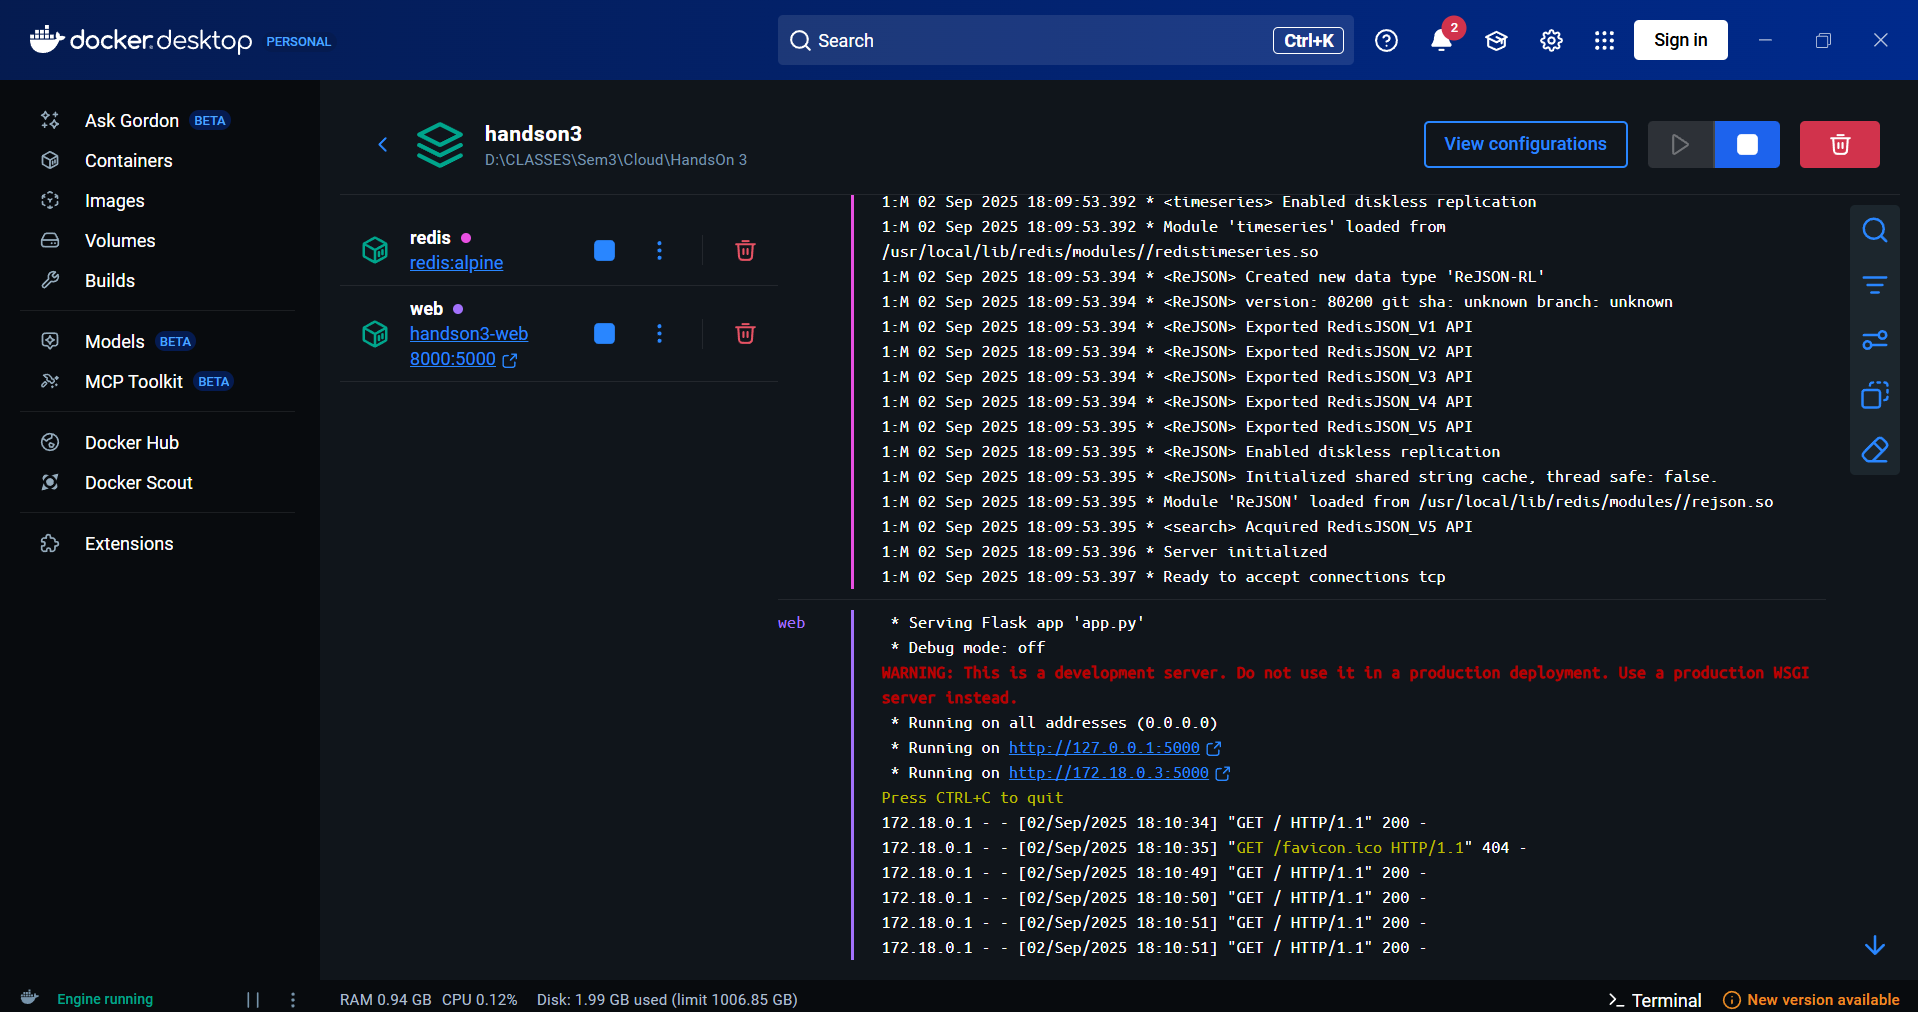 docker.desktop PERSONAL
Search Ctrl+K
2
Sign in
Ask Gordon BETA
Containers
Images
Volumes
Builds
Models BETA
MCP Toolkit BETA
Docker Hub
Docker Scout
Extensions
handson3
D:\CLASSES\Sem3\Cloud\HandsOn 3
View configurations
redis
redis:alpine
web
handson3-web
8000:5000
1:M 02 Sep 2025 18:09:53.392 * <timeseries> Enabled diskless replication
1:M 02 Sep 2025 18:09:53.392 * Module 'timeseries' loaded from
/usr/local/lib/redis/modules//redistimeseries.so
1:M 02 Sep 2025 18:09:53.394 * <ReJSON> Created new data type 'ReJSON-RL'
1:M 02 Sep 2025 18:09:53.394 * <ReJSON> version: 80200 git sha: unknown branch: unknown
1:M 02 Sep 2025 18:09:53.394 * <ReJSON> Exported RedisJSON_V1 API
1:M 02 Sep 2025 18:09:53.394 * <ReJSON> Exported RedisJSON_V2 API
1:M 02 Sep 2025 18:09:53.394 * <ReJSON> Exported RedisJSON_V3 API
1:M 02 Sep 2025 18:09:53.394 * <ReJSON> Exported RedisJSON_V4 API
1:M 02 Sep 2025 18:09:53.395 * <ReJSON> Exported RedisJSON_V5 API
1:M 02 Sep 2025 18:09:53.395 * <ReJSON> Enabled diskless replication
1:M 02 Sep 2025 18:09:53.395 * <ReJSON> Initialized shared string cache, thread safe: false.
1:M 02 Sep 2025 18:09:53.395 * Module 'ReJSON' loaded from /usr/local/lib/redis/modules//rejson.so
1:M 02 Sep 2025 18:09:53.395 * <search> Acquired RedisJSON_V5 API
1:M 02 Sep 2025 18:09:53.396 * Server initialized
1:M 02 Sep 2025 18:09:53.397 * Ready to accept connections tcp
web
* Serving Flask app 'app.py'
* Debug mode: off
WARNING: This is a development server. Do not use it in a production deployment. Use a production WSGI
server instead.
* Running on all addresses (0.0.0.0)
* Running on http://127.0.0.1:5000
* Running on http://172.18.0.3:5000
Press CTRL+C to quit
172.18.0.1 - - [02/Sep/2025 18:10:34] "GET / HTTP/1.1" 200 -
172.18.0.1 - - [02/Sep/2025 18:10:35] "GET /favicon.ico HTTP/1.1" 404 -
172.18.0.1 - - [02/Sep/2025 18:10:49] "GET / HTTP/1.1" 200 -
172.18.0.1 - - [02/Sep/2025 18:10:50] "GET / HTTP/1.1" 200 -
172.18.0.1 - - [02/Sep/2025 18:10:51] "GET / HTTP/1.1" 200 -
172.18.0.1 - - [02/Sep/2025 18:10:51] "GET / HTTP/1.1" 200 -
Engine running
RAM 0.94 GB CPU 0.12% Disk: 1.99 GB used (limit 1006.85 GB)
>_ Terminal
New version available